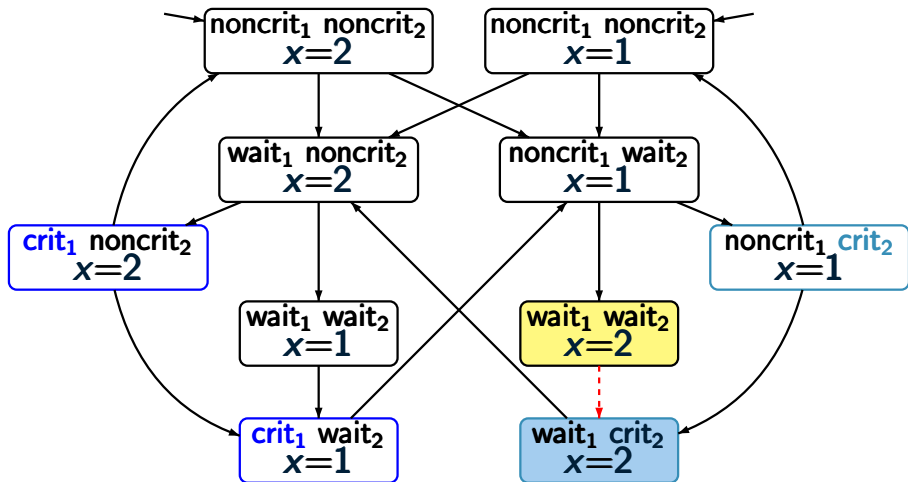 noncrit₁ noncrit₂
x=2
noncrit₁ noncrit₂
x=1
wait₁ noncrit₂
x=2
noncrit₁ wait₂
x=1
crit₁ noncrit₂
x=2
noncrit₁ crit₂
x=1
wait₁ wait₂
x=1
wait₁ wait₂
x=2
crit₁ wait₂
x=1
wait₁ crit₂
x=2